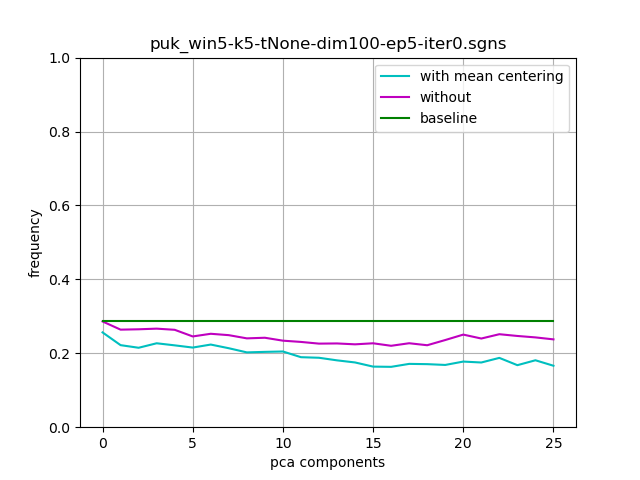 puk_win5-k5-tNone-dim100-ep5-iter0.sgns
with mean centering
without
baseline
1.0
0.8
0.6
0.4
0.2
0.0
frequency
0 5 10 15 20 25
pca components